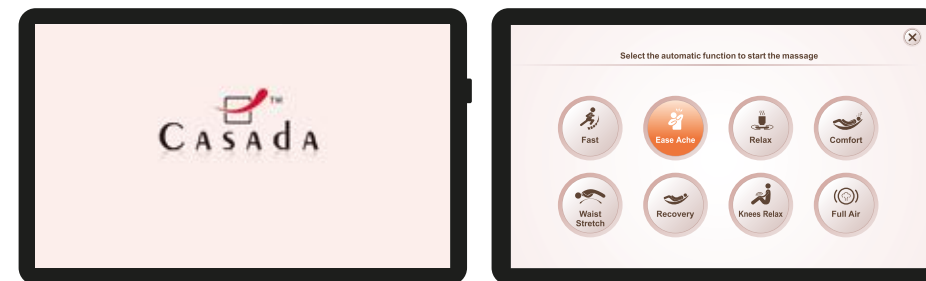 TM
Casada
Select the automatic function to start the massage
Fast
Ease Ache
Relax
Comfort
Waist
Stretch
Recovery
Knees Relax
Full Air